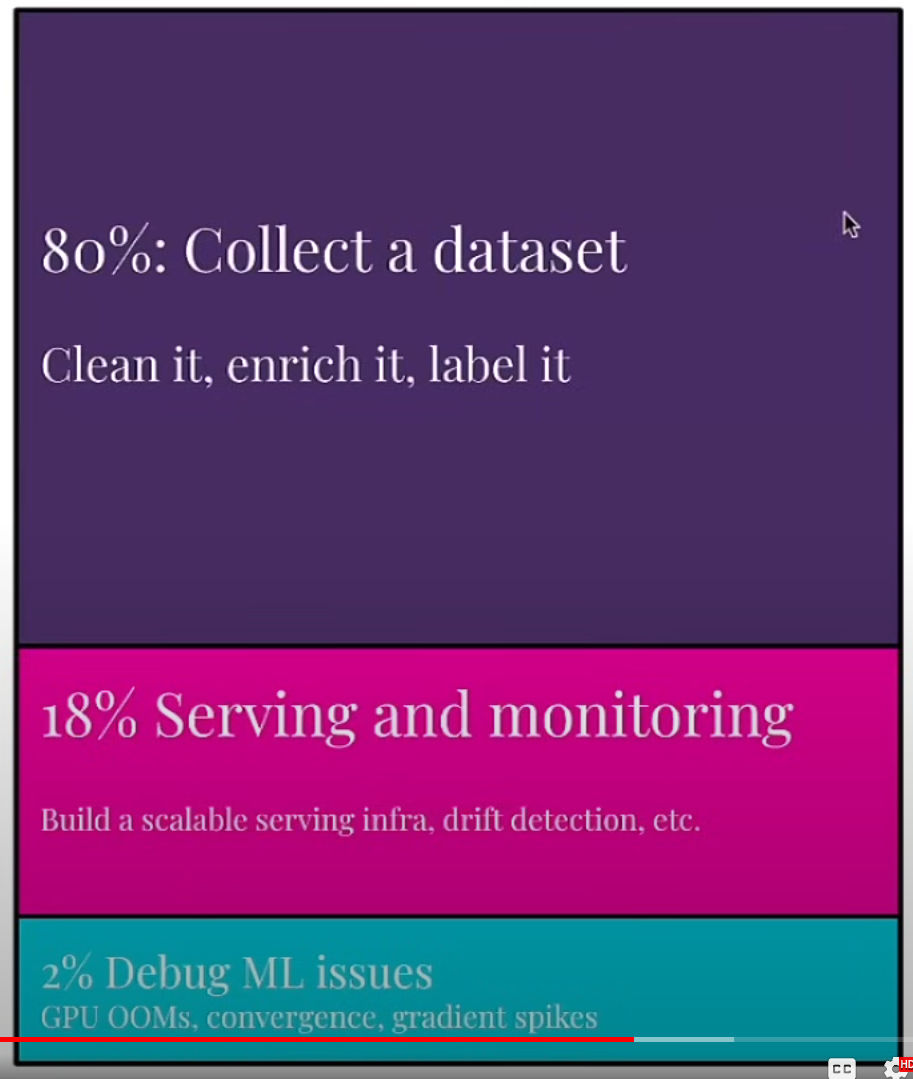 80%: Collect a dataset
Clean it, enrich it, label it
18% Serving and monitoring
Build a scalable serving infra, drift detection, etc.
2% Debug ML issues
GPU OOMs, convergence, gradient spikes
CC
HD